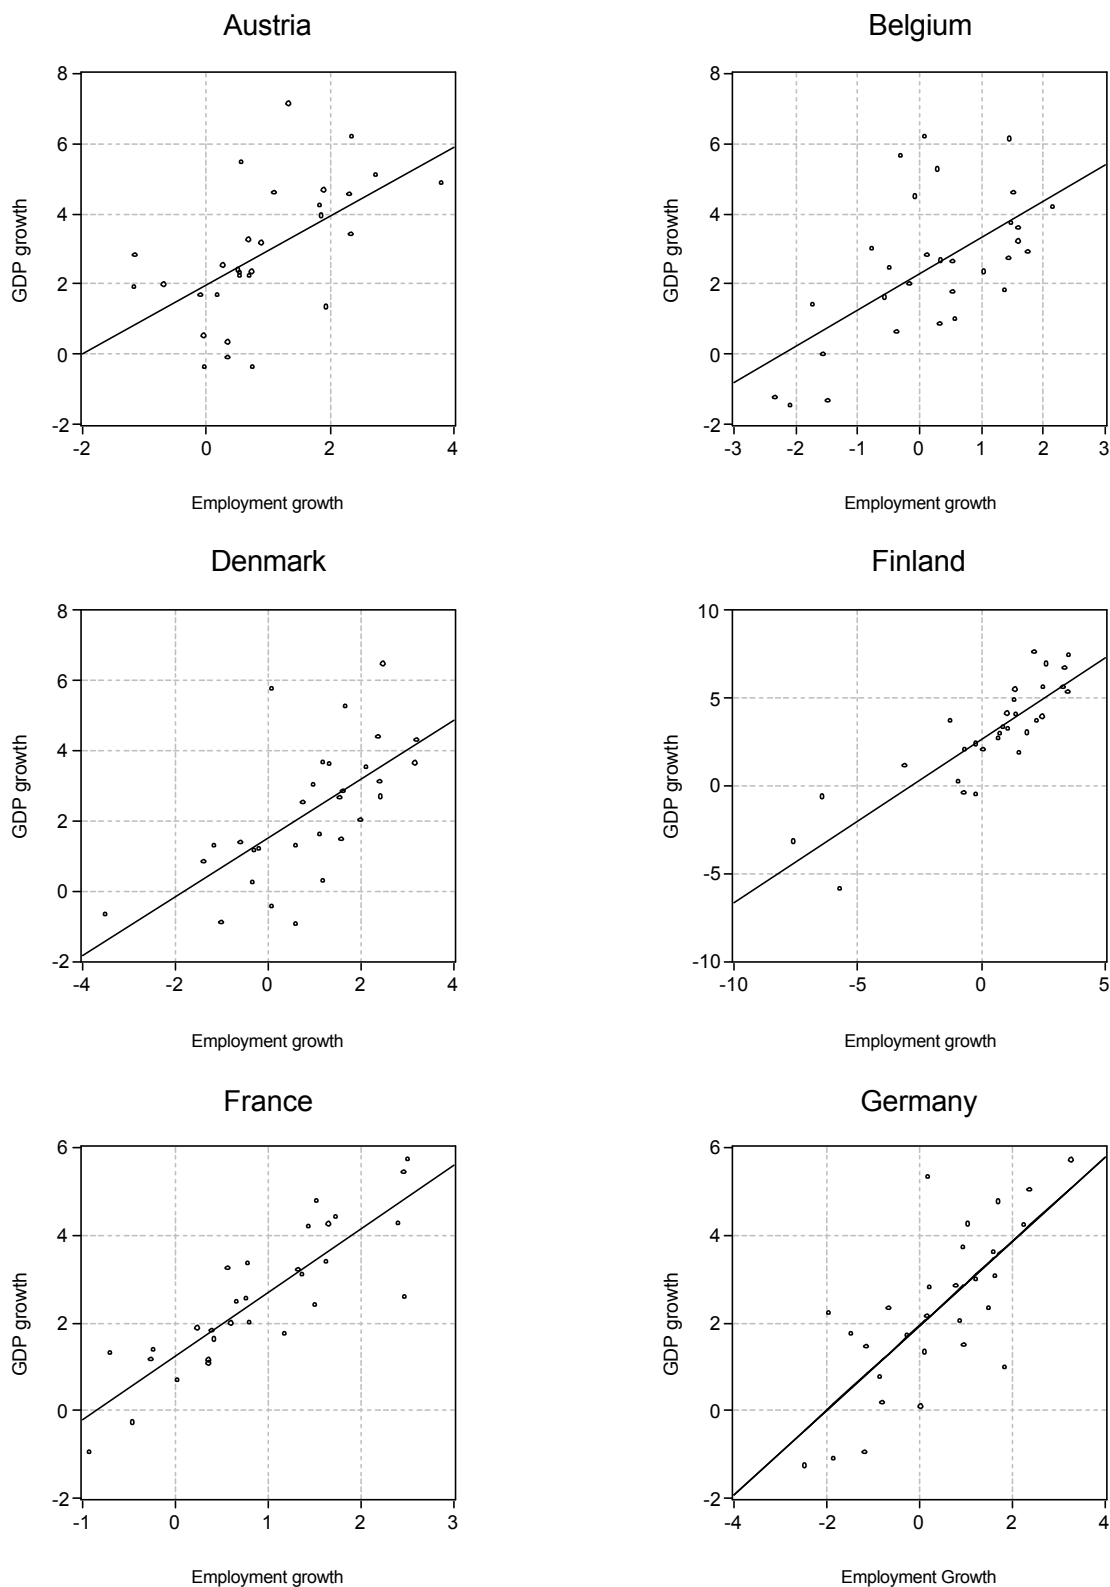 Austria
8
6
4
2
0
-2
GDP growth
-2 0 2 4
Employment growth
Belgium
8
6
4
2
0
-2
GDP growth
-3 -2 -1 0 1 2 3
Employment growth
Denmark
8
6
4
2
0
-2
GDP growth
-4 -2 0 2 4
Employment growth
Finland
10
5
0
-5
-10
GDP growth
-10 -5 0 5
Employment growth
France
6
4
2
0
-2
GDP growth
-1 0 1 2 3
Employment growth
Germany
6
4
2
0
-2
GDP growth
-4 -2 0 2 4
Employment Growth